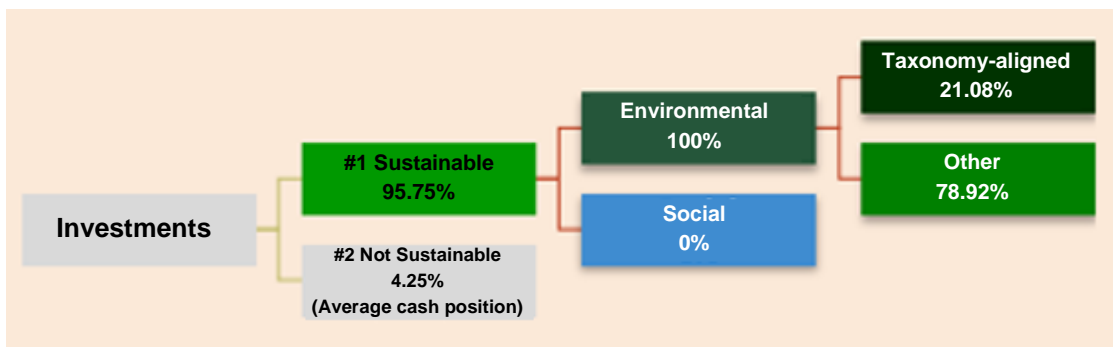 Investments
#1 Sustainable
95.75%
#2 Not Sustainable
4.25%
(Average cash position)
Environmental
100%
Social
0%
Taxonomy-aligned
21.08%
Other
78.92%